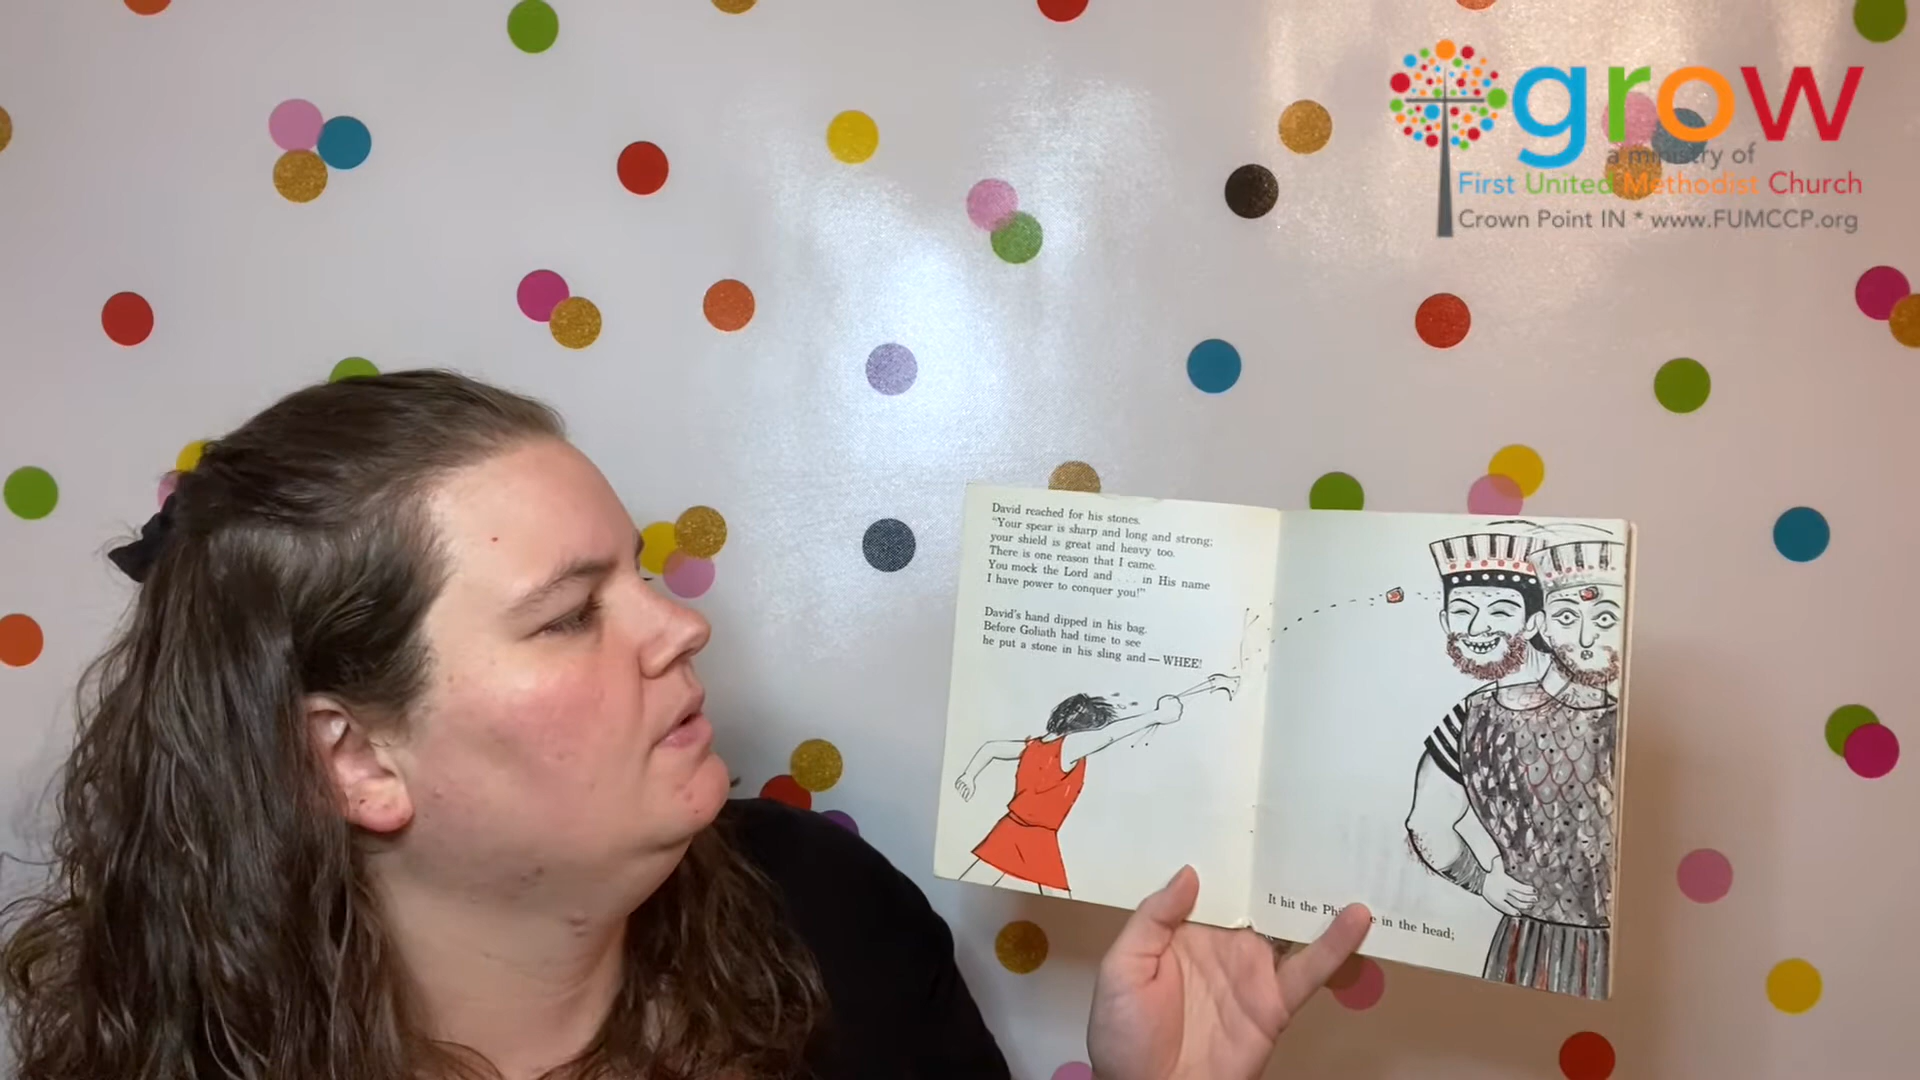 grow
a ministry of
First United Methodist Church
Crown Point IN * www.FUMCCP.org
David reached for his stones.
"Your spear is sharp and long and strong;
your shield is great and heavy too.
There is one reason that I came.
You mock the Lord and . . . in His name
I have power to conquer you!"
David's hand dipped in his bag.
Before Goliath had time to see
he put a stone in his sling and — WHEE!
It hit the in the head;